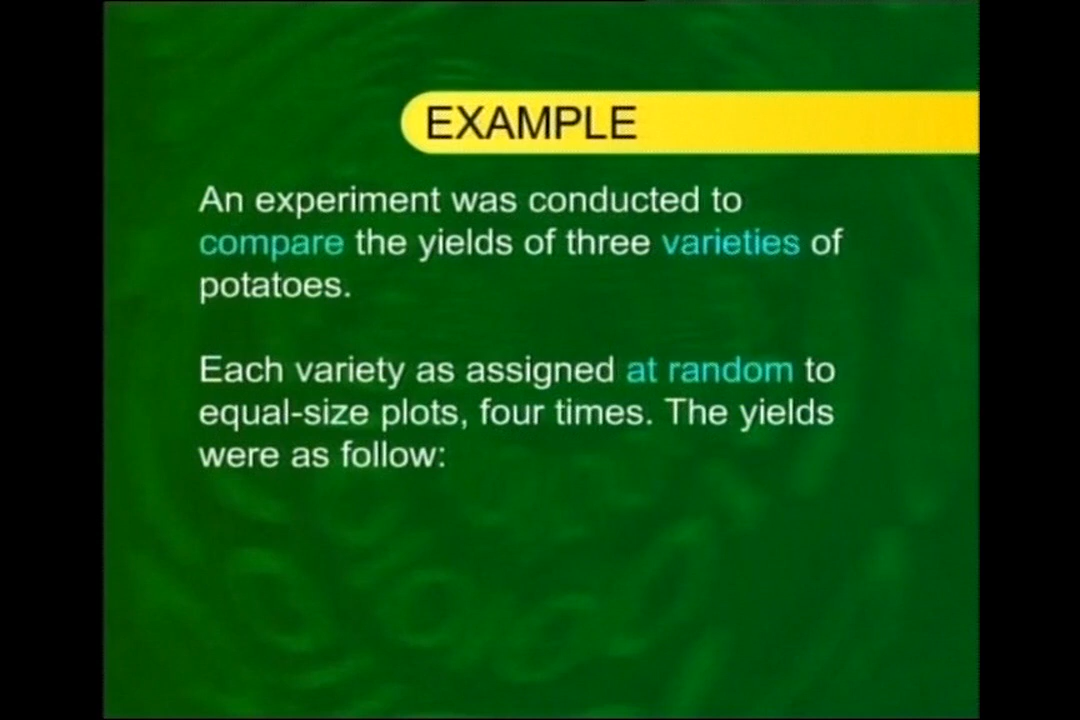 EXAMPLE
An experiment was conducted to
compare the yields of three varieties of
potatoes.
Each variety as assigned at random to
equal-size plots, four times. The yields
were as follow: